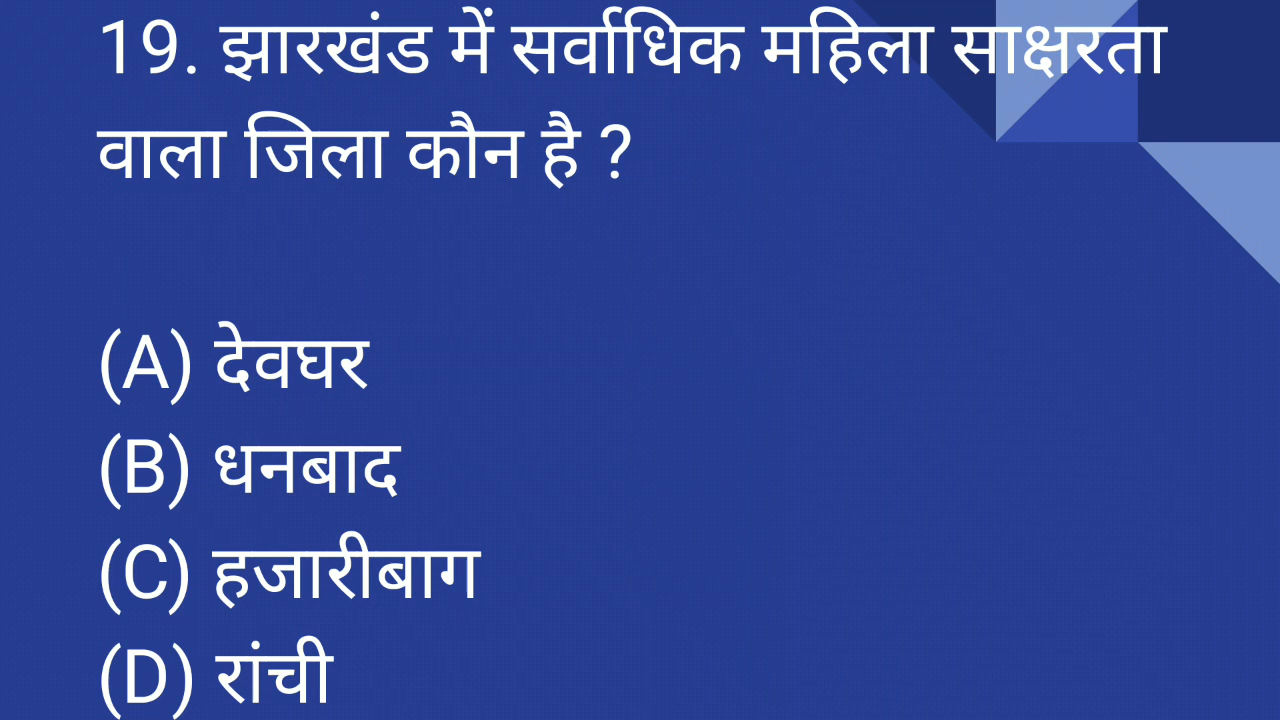 19. झारखंड में सर्वाधिक महिला साक्षरता
वाला जिला कौन है ?
(A) देवघर
(B) धनबाद
(C) हजारीबाग
(D) रांची